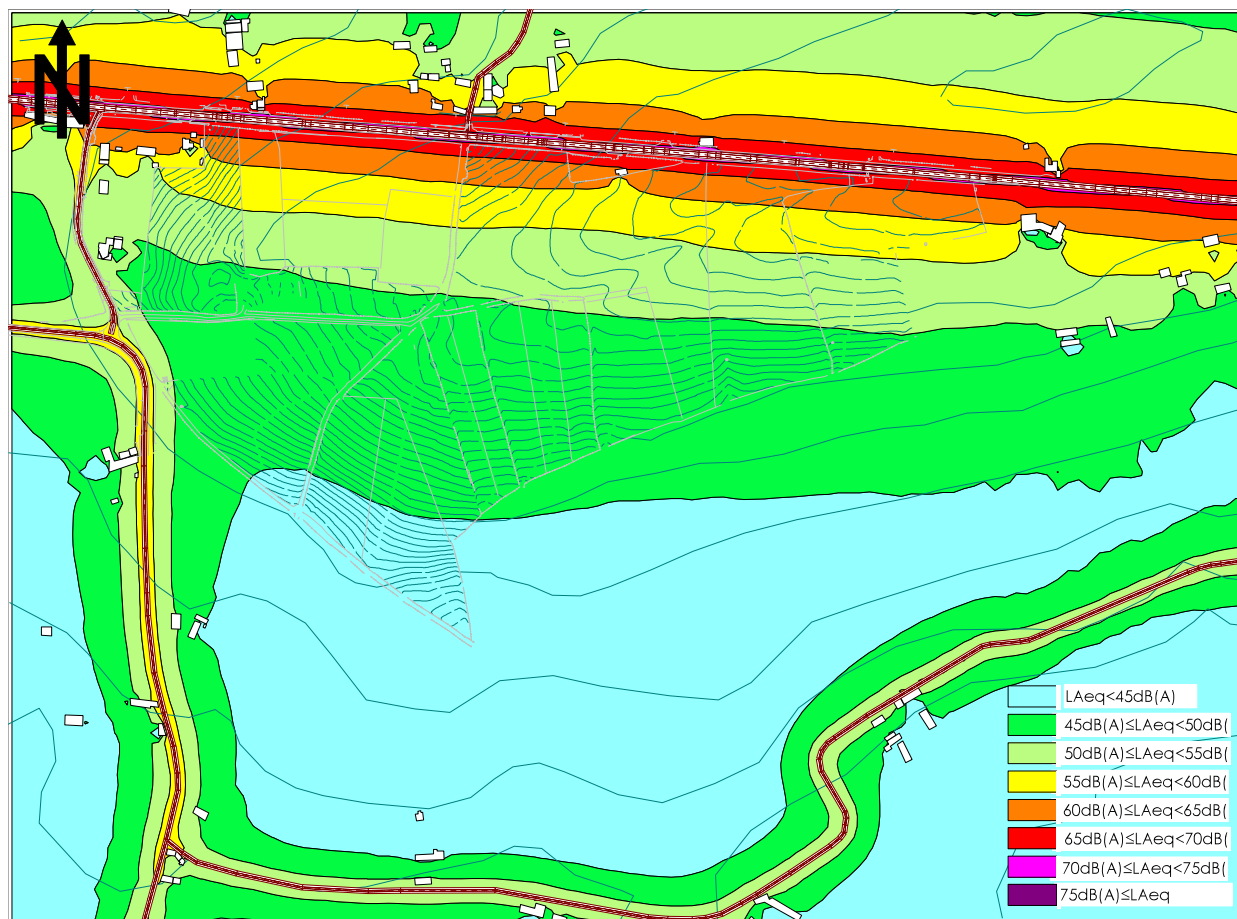 N
LAeq<45dB(A)
45dB(A)≤LAeq<50dB(
50dB(A)≤LAeq<55dB(
55dB(A)≤LAeq<60dB(
60dB(A)≤LAeq<65dB(
65dB(A)≤LAeq<70dB(
70dB(A)≤LAeq<75dB(
75dB(A)≤LAeq